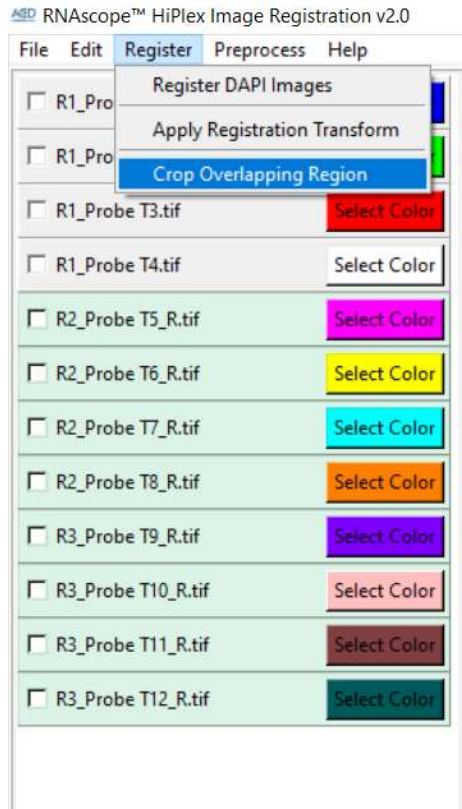 ACD RNAscope™ HiPlex Image Registration v2.0
File Edit Register Preprocess Help
Register DAPI Images
R1_Pro
Apply Registration Transform
R1_Pro
Crop Overlapping Region
R1_Probe T3.tif Select Color
R1_Probe T4.tif Select Color
R2_Probe T5_R.tif Select Color
R2_Probe T6_R.tif Select Color
R2_Probe T7_R.tif Select Color
R2_Probe T8_R.tif Select Color
R3_Probe T9_R.tif Select Color
R3_Probe T10_R.tif Select Color
R3_Probe T11_R.tif Select Color
R3_Probe T12_R.tif Select Color